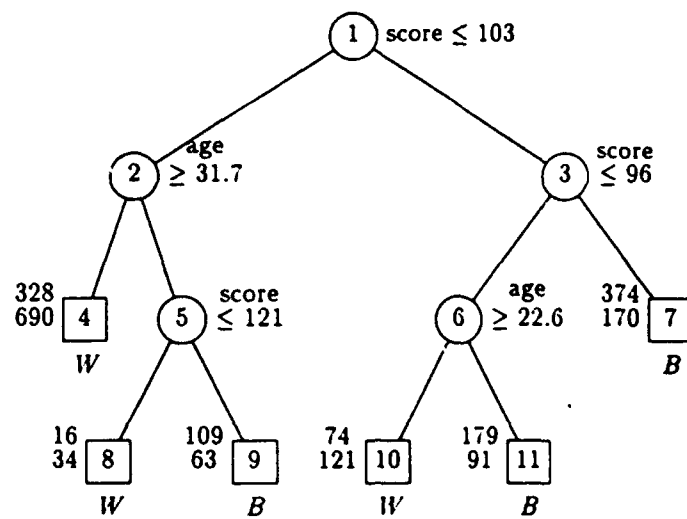 1 score ≤ 103
age
2 ≥ 31.7
score
3 ≤ 96
328
690 4
W
score
5 ≤ 121
age
6 ≥ 22.6
374
170 7
B
16
34 8
W
109
63 9
B
74
121 10
W
179
91 11
B